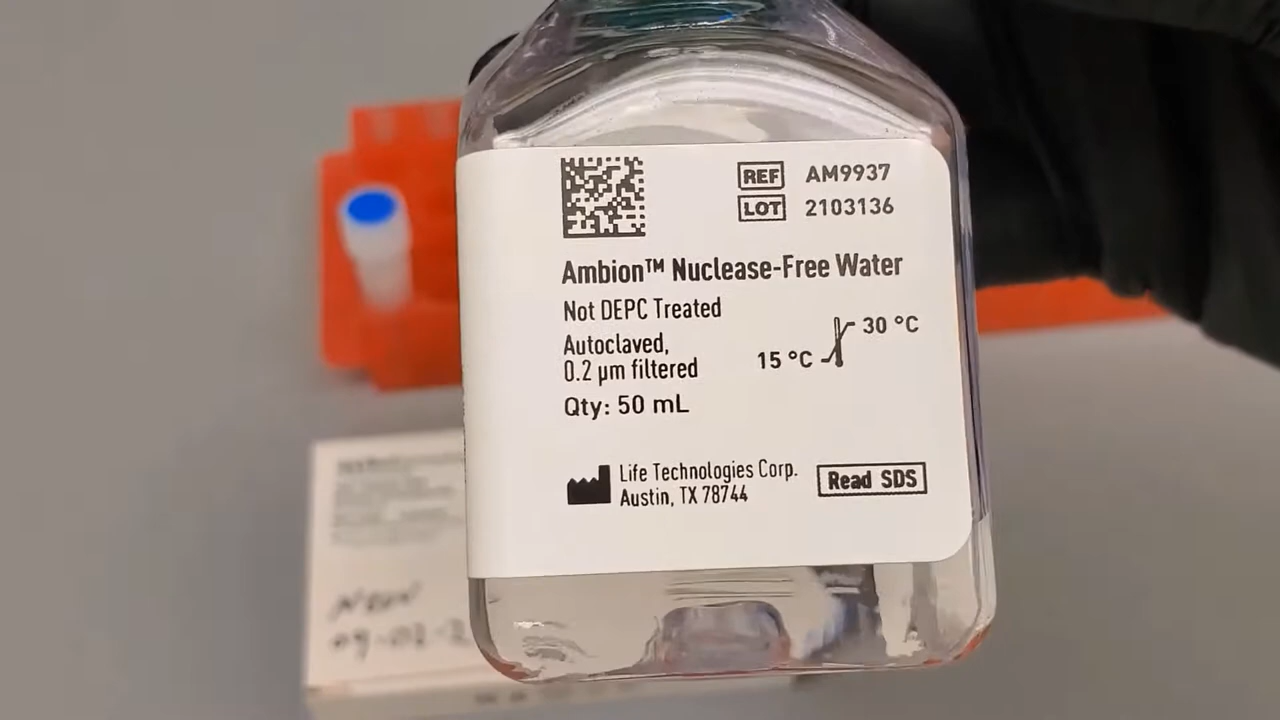 REF AM9937
LOT 2103136
Ambion™ Nuclease-Free Water
Not DEPC Treated
Autoclaved,
0.2 µm filtered
15 °C
30 °C
Qty: 50 mL
Life Technologies Corp.
Austin, TX 78744
Read SDS